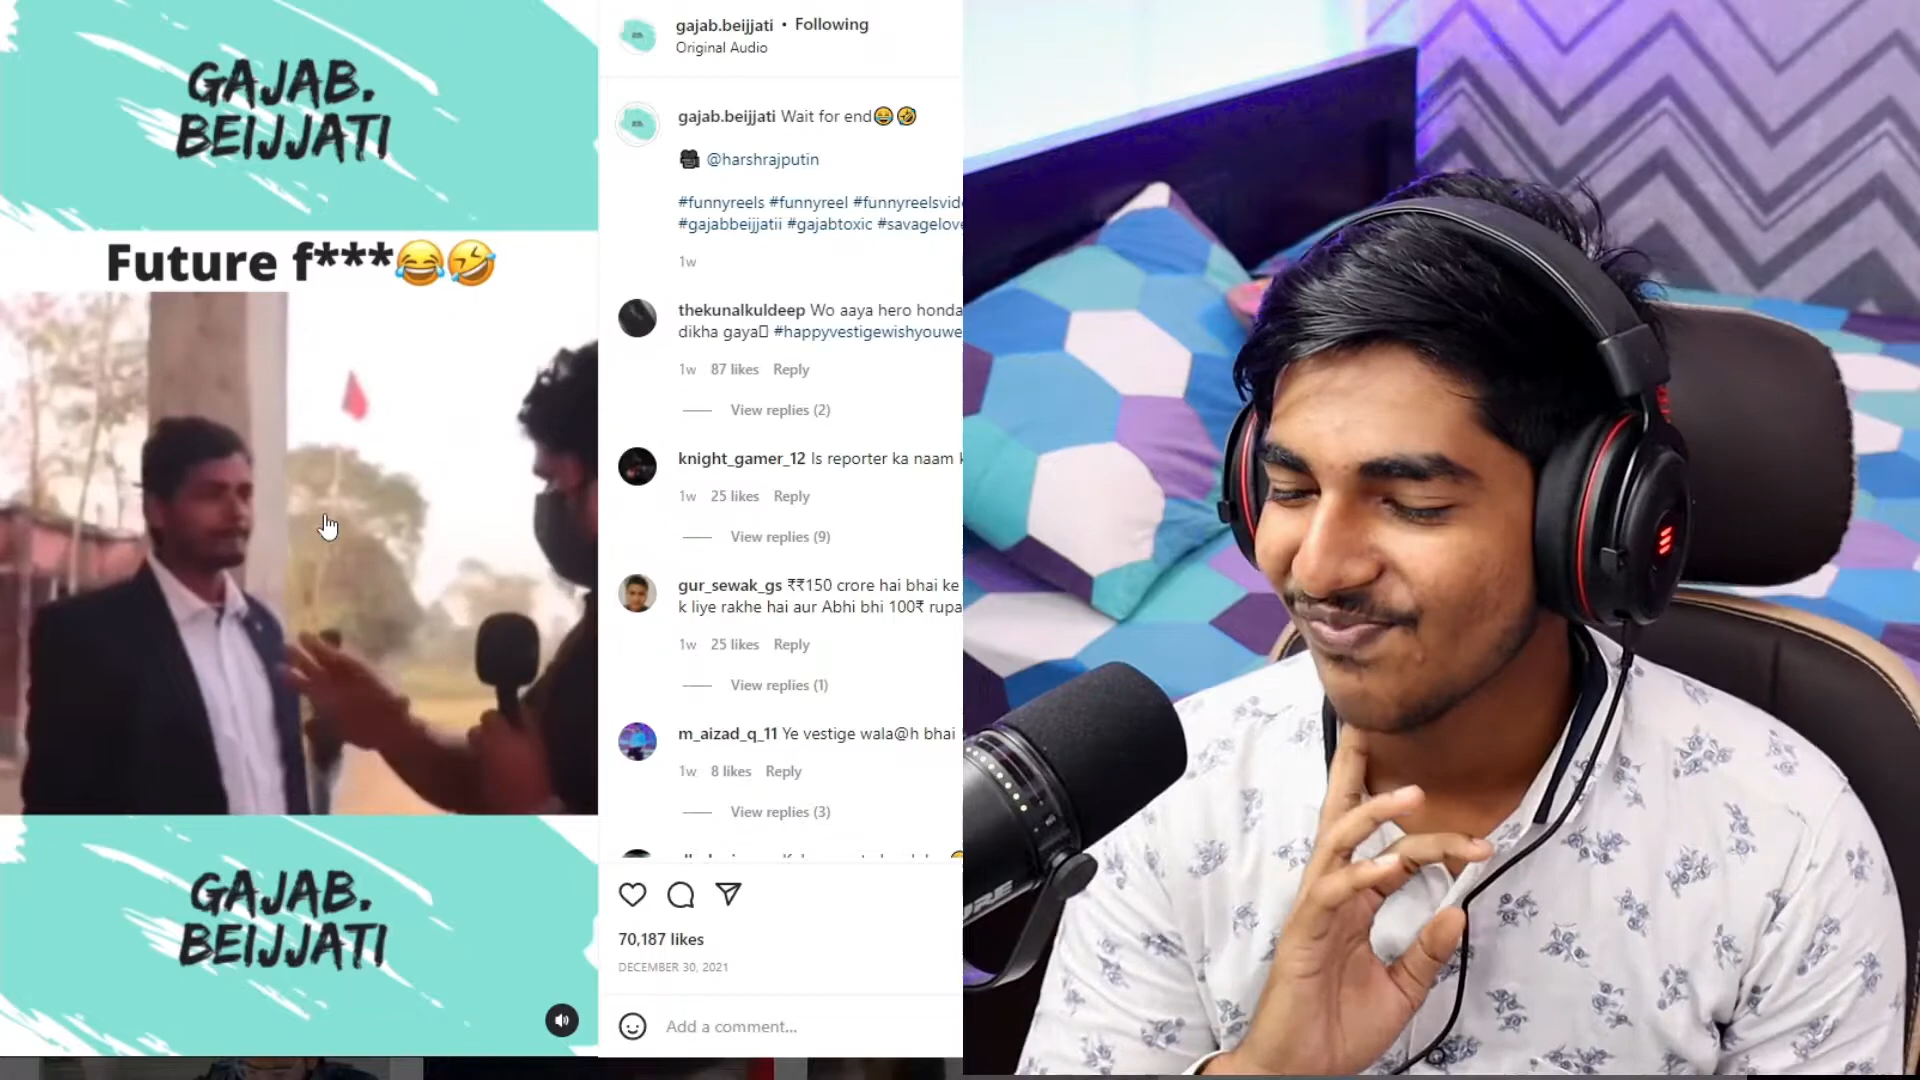 GAJAB.
BEIJJATI
Future f***😂🤣
GAJAB.
BEIJJATI
gajab.beijjati • Following
Original Audio
gajab.beijjati Wait for end😂🤣
🎥 @harshrajputin
#funnyreels #funnyreel #funnyreelsvid
#gajabbeijjatii #gajabtoxic #savagelove
1w
thekunalkuldeep Wo aaya hero honda
dikha gaya #happyvestigewishyouwe
1w 87 likes Reply
View replies (2)
knight_gamer_12 Is reporter ka naam
1w 25 likes Reply
View replies (9)
gur_sewak_gs ₹₹150 crore hai bhai ke
k liye rakhe hai aur Abhi bhi 100₹ rupa
1w 25 likes Reply
View replies (1)
m_aizad_q_11 Ye vestige wala@h bhai
1w 8 likes Reply
View replies (3)
70,187 likes
DECEMBER 30, 2021
Add a comment...